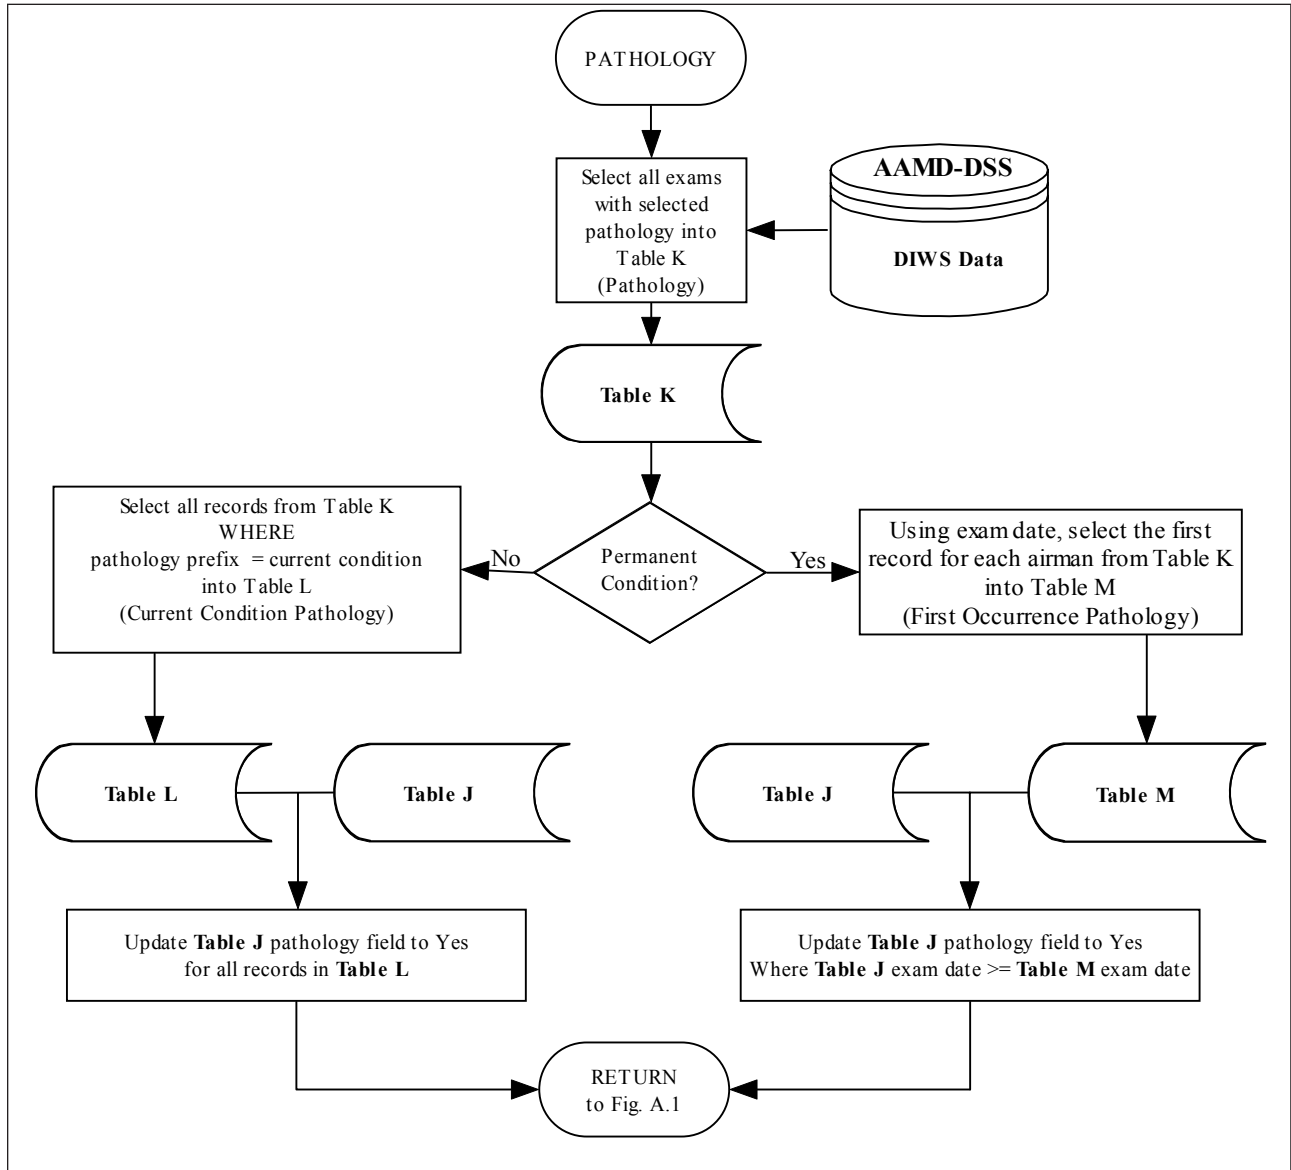 PATHOLOGY
Select all exams
with selected
pathology into
Table K
(Pathology)
AAMD-DSS
DIWS Data
Table K
Select all records from Table K
WHERE
pathology prefix = current condition
into Table L
(Current Condition Pathology)
No
Permanent
Condition?
Yes
Using exam date, select the first
record for each airman from Table K
into Table M
(First Occurrence Pathology)
Table L
Table J
Table J
Table M
Update Table J pathology field to Yes
for all records in Table L
Update Table J pathology field to Yes
Where Table J exam date >= Table M exam date
RETURN
to Fig. A.1